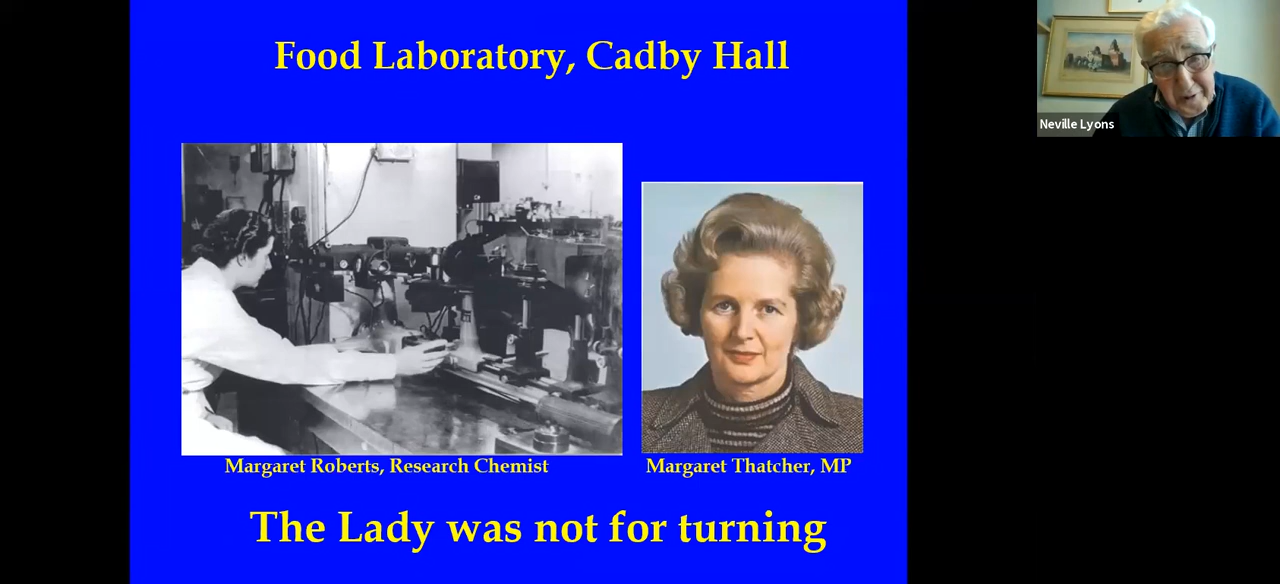 Food Laboratory, Cadby Hall
Neville Lyons
Margaret Roberts, Research Chemist
Margaret Thatcher, MP
The Lady was not for turning